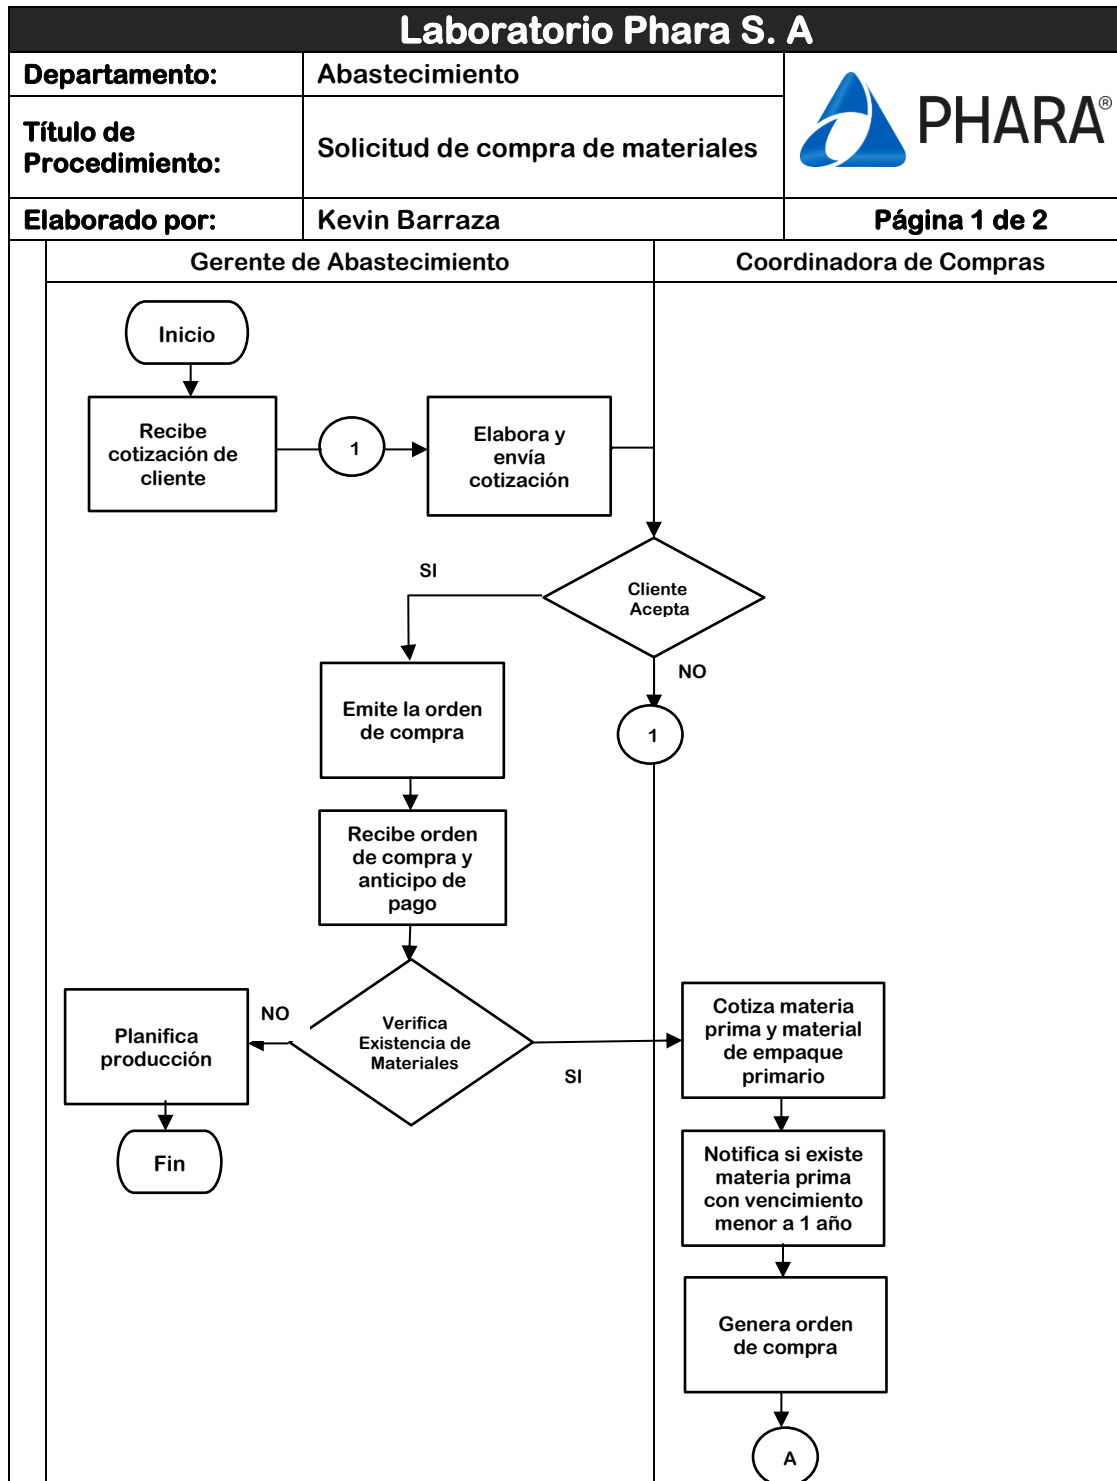 Laboratorio Phara S. A
Departamento:
Abastecimiento
PHARA®
Título de
Procedimiento:
Solicitud de compra de materiales
Elaborado por:
Kevin Barraza
Página 1 de 2
Gerente de Abastecimiento
Coordinadora de Compras
Inicio
Recibe
cotización de
cliente
1
Elabora y
envía
cotización
Cliente
Acepta
SI
NO
1
Emite la orden
de compra
Recibe orden
de compra y
anticipo de
pago
Verifica
Existencia de
Materiales
NO
SI
Planifica
producción
Fin
Cotiza materia
prima y material
de empaque
primario
Notifica si existe
materia prima
con vencimiento
menor a 1 año
Genera orden
de compra
A